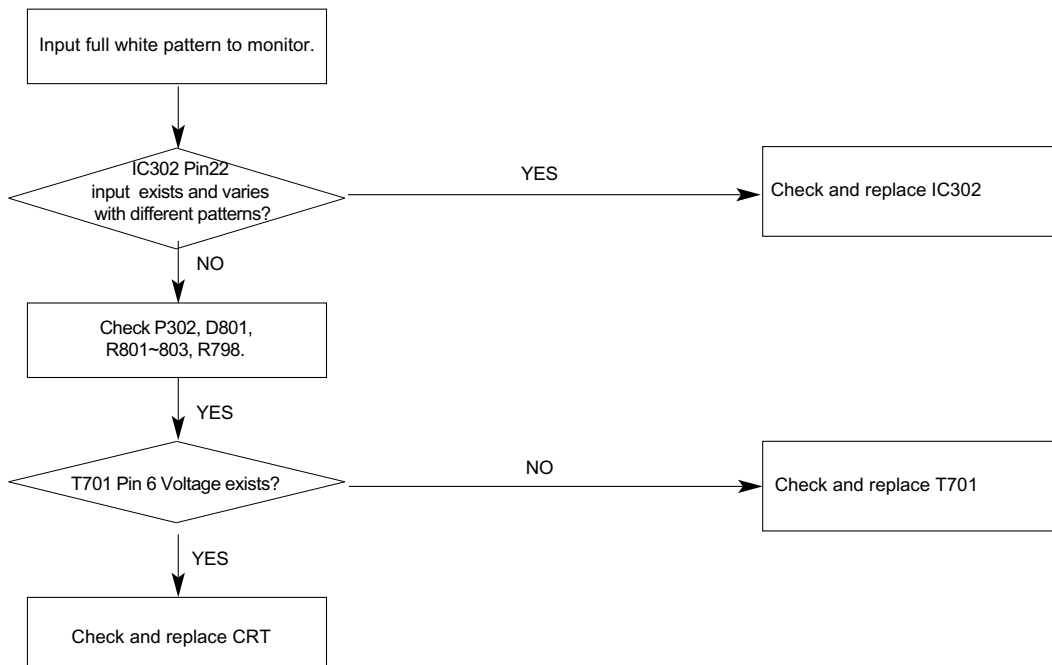 Input full white pattern to monitor.
IC302 Pin22
input exists and varies
with different patterns?
YES
Check and replace IC302
NO
Check P302, D801,
R801~803, R798.
YES
T701 Pin 6 Voltage exists?
NO
Check and replace T701
YES
Check and replace CRT